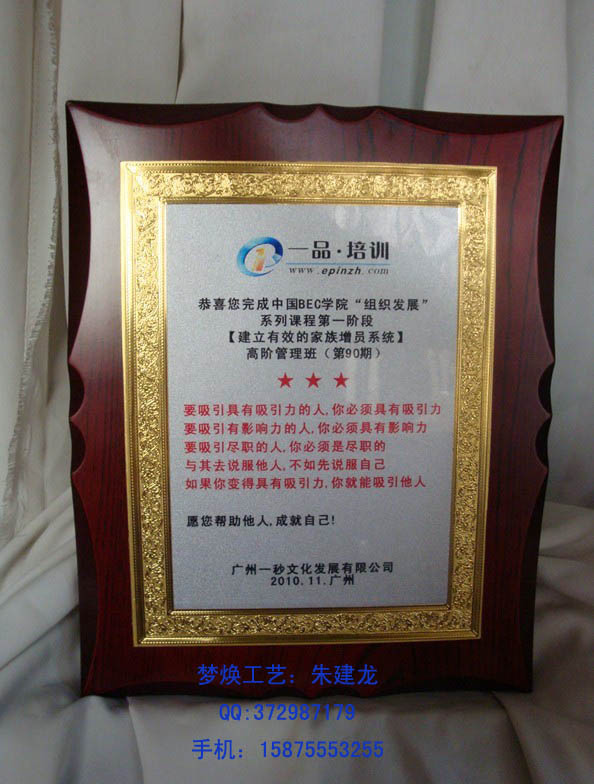 一品·培训
www.epinzh.com
恭喜您完成中国BEC学院“组织发展”
系列课程第一阶段
【建立有效的家族增员系统】
高阶管理班（第90期）
★ ★ ★
要吸引具有吸引力的人,你必须具有吸引力
要吸引有影响力的人,你必须具有影响力
要吸引尽职的人,你必须是尽职的
与其去说服他人,不如先说服自己
如果你变得具有吸引力,你就能吸引他人
愿您帮助他人,成就自己!
广州一秒文化发展有限公司
2010.11.广州
梦焕工艺：朱建龙
QQ:372987179
手机：15875553255